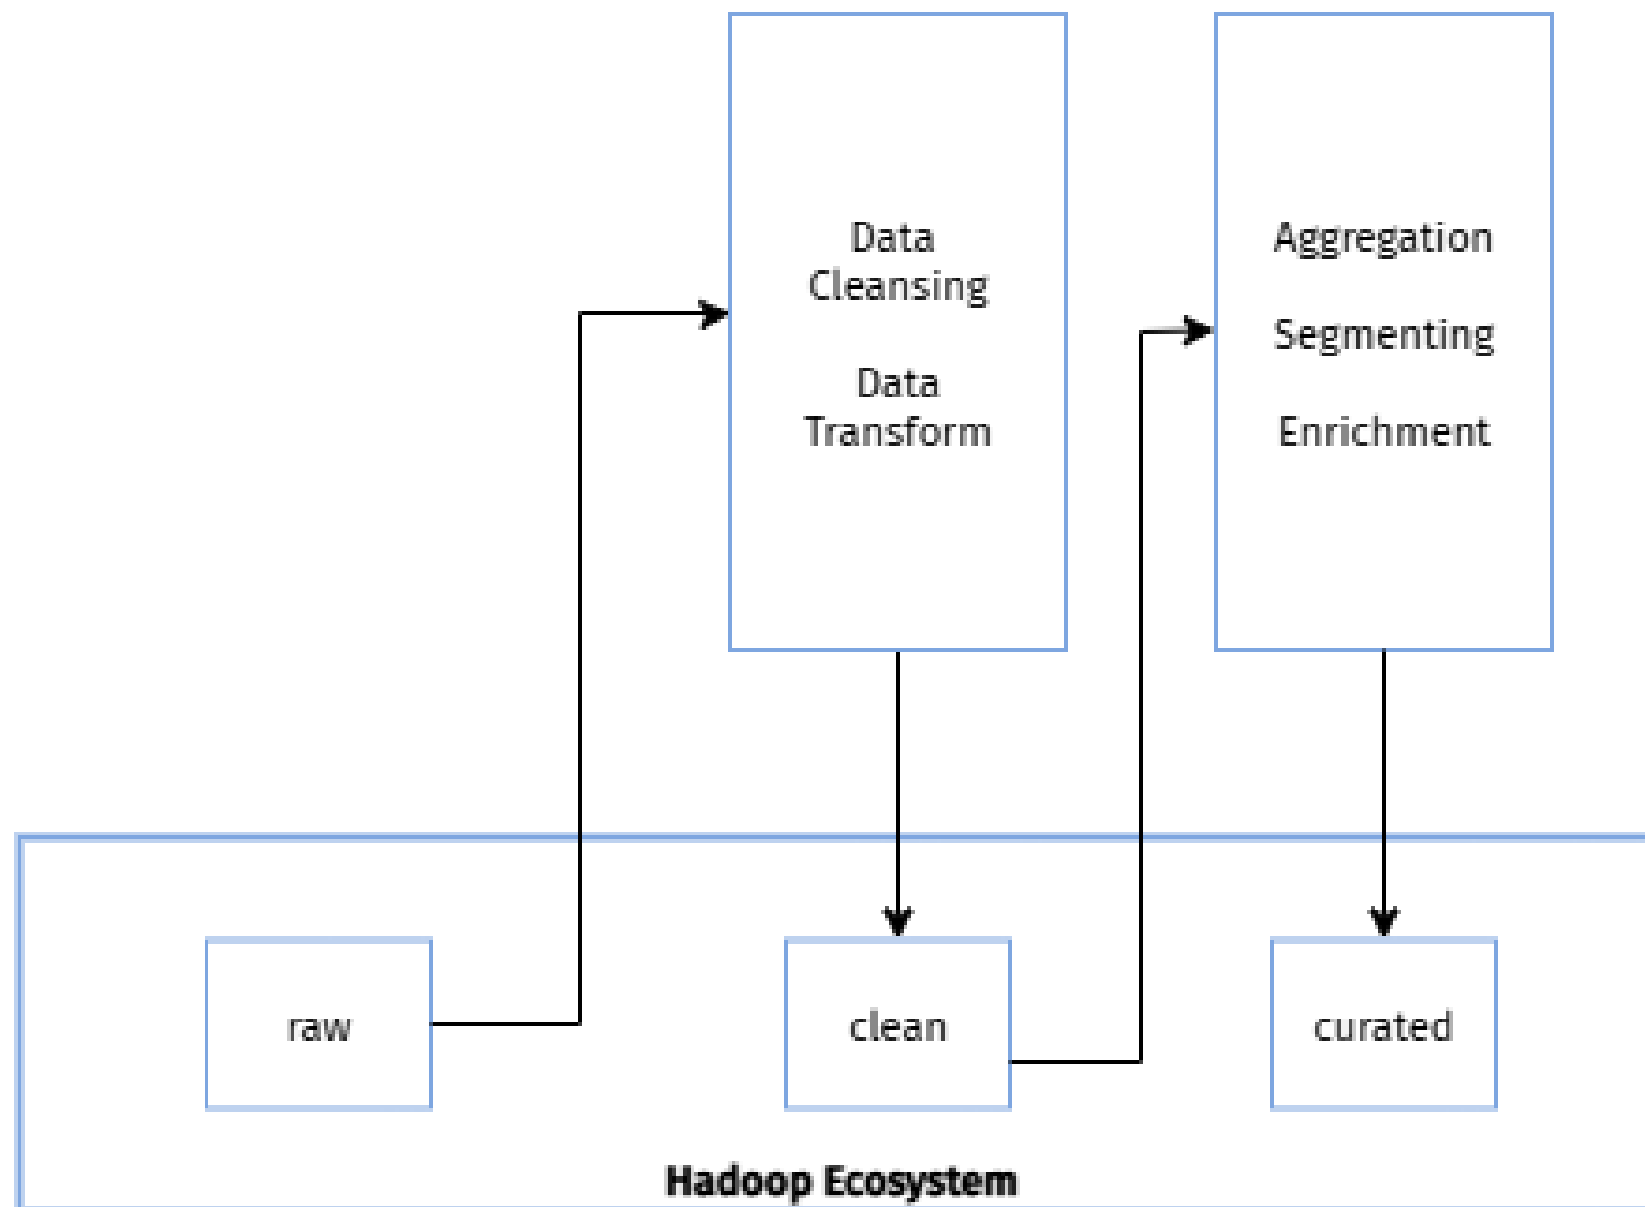 Data
Cleansing
Data
Transform
Aggregation
Segmenting
Enrichment
raw
clean
curated
Hadoop Ecosystem